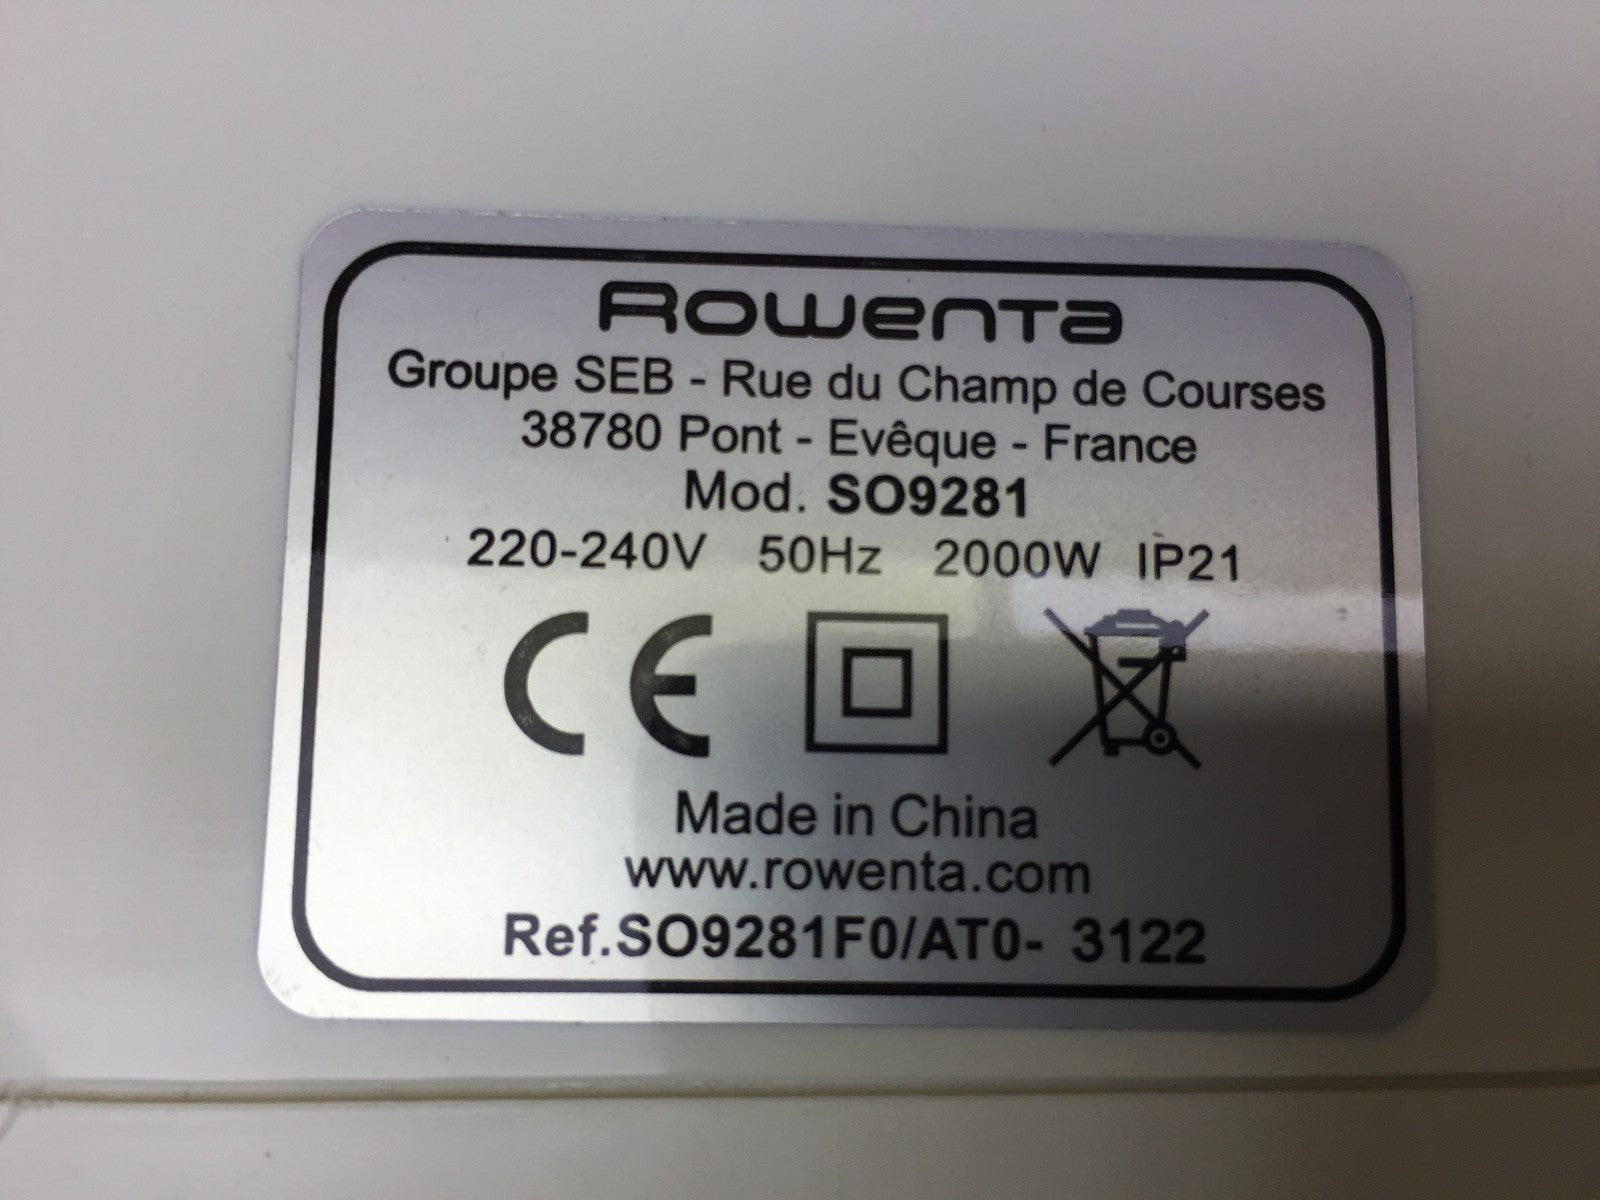 Rowenta
Groupe SEB - Rue du Champ de Courses
38780 Pont - Evêque - France
Mod. SO9281
220-240V 50Hz 2000W IP21
CE
Made in China
www.rowenta.com
Ref.SO9281F0/AT0- 3122